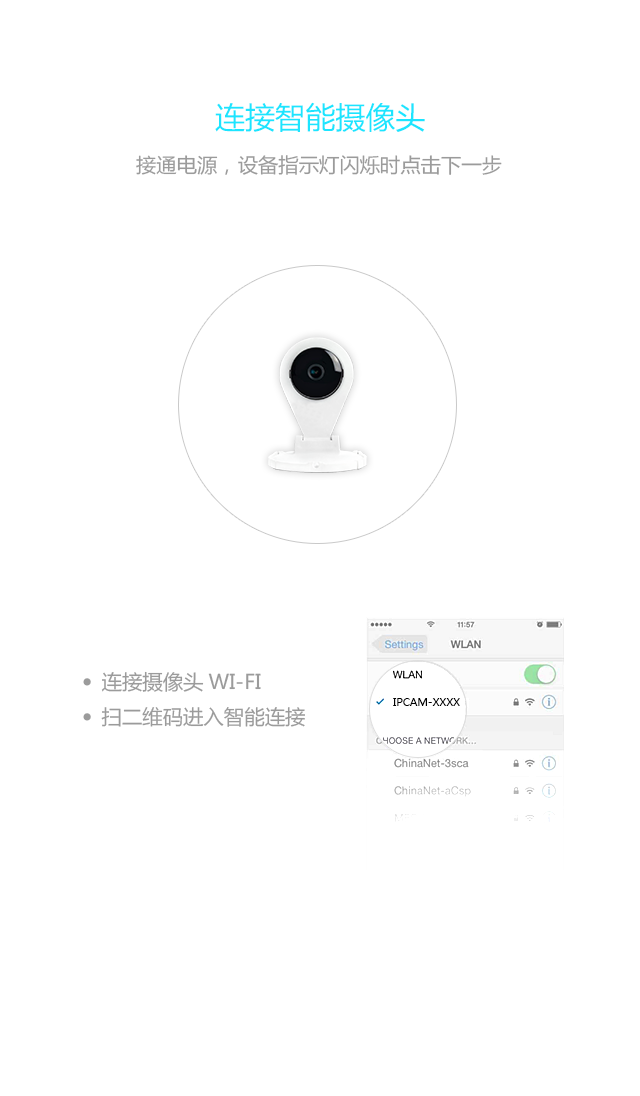 连接智能摄像头
接通电源，设备指示灯闪烁时点击下一步
11:57
Settings WLAN
WLAN
IPCAM-XXXX
CHOOSE A NETWORK...
ChinaNet-3sca
ChinaNet-aCsp
• 连接摄像头 WI-FI
• 扫二维码进入智能连接